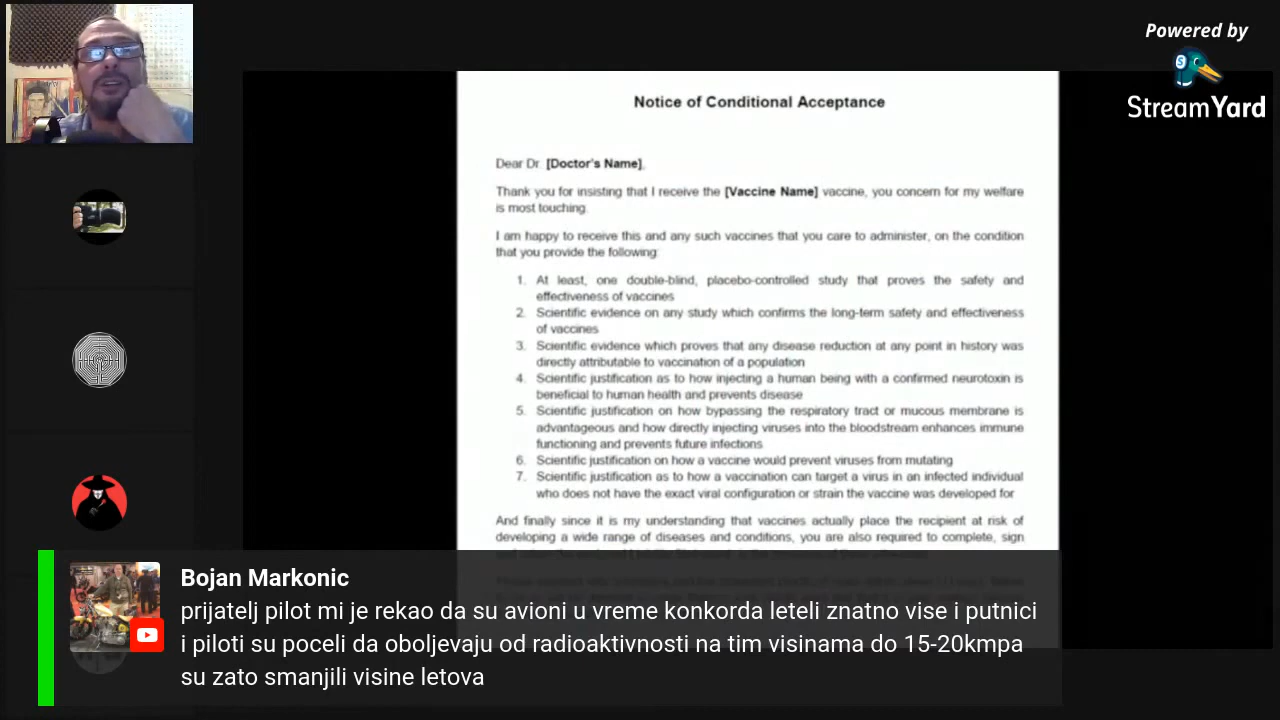 Powered by
StreamYard
Notice of Conditional Acceptance
Dear Dr. [Doctor's Name],
Thank you for insisting that I receive the [Vaccine Name] vaccine, you concern for my welfare
is most touching.
I am happy to receive this and any such vaccines that you care to administer, on the condition
that you provide the following:
1. At least, one double-blind, placebo-controlled study that proves the safety and
effectiveness of vaccines
2. Scientific evidence on any study which confirms the long-term safety and effectiveness
of vaccines
3. Scientific evidence which proves that any disease reduction at any point in history was
directly attributable to vaccination of a population
4. Scientific justification as to how injecting a human being with a confirmed neurotoxin is
beneficial to human health and prevents disease
5. Scientific justification on how bypassing the respiratory tract or mucous membrane is
advantageous and how directly injecting viruses into the bloodstream enhances immune
functioning and prevents future infections
6. Scientific justification on how a vaccine would prevent viruses from mutating
7. Scientific justification as to how a vaccination can target a virus in an infected individual
who does not have the exact viral configuration or strain the vaccine was developed for
And finally since it is my understanding that vaccines actually place the recipient at risk of
developing a wide range of diseases and conditions, you are also required to complete, sign
Bojan Markonic
prijatelj pilot mi je rekao da su avioni u vreme konkorda leteli znatno vise i putnici
i piloti su poceli da oboljevaju od radioaktivnosti na tim visinama do 15-20kmpa
su zato smanjili visine letova